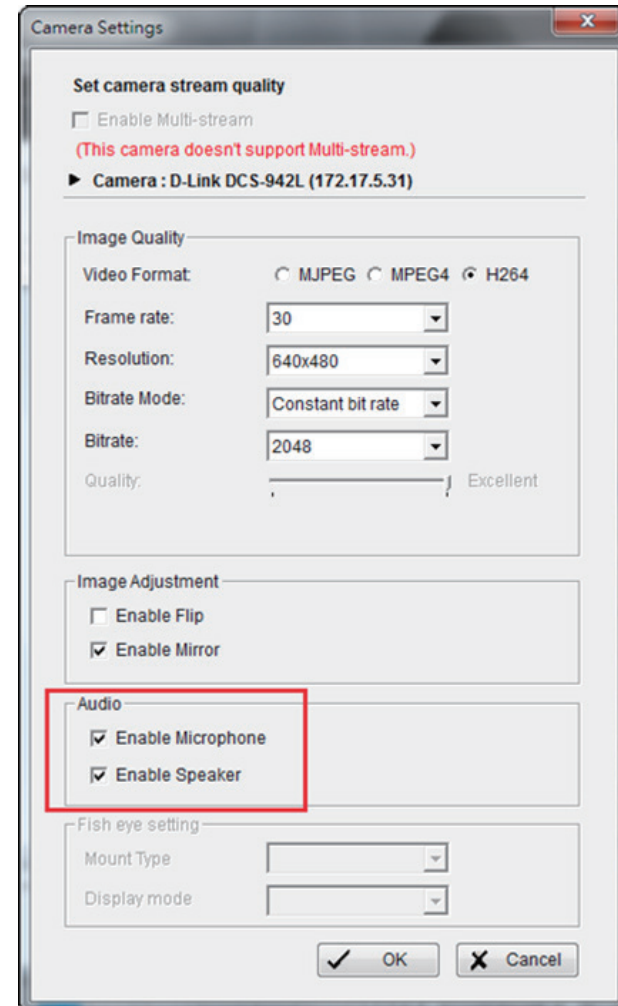 Camera Settings
Set camera stream quality
Enable Multi-stream
(This camera doesn't support Multi-stream.)
Camera : D-Link DCS-942L (172.17.5.31)
Image Quality
Video Format: MJPEG MPEG4 H264
Frame rate: 30
Resolution: 640x480
Bitrate Mode: Constant bit rate
Bitrate: 2048
Quality: Excellent
Image Adjustment
Enable Flip
Enable Mirror
Audio
Enable Microphone
Enable Speaker
Fish eye setting
Mount Type
Display mode
OK Cancel